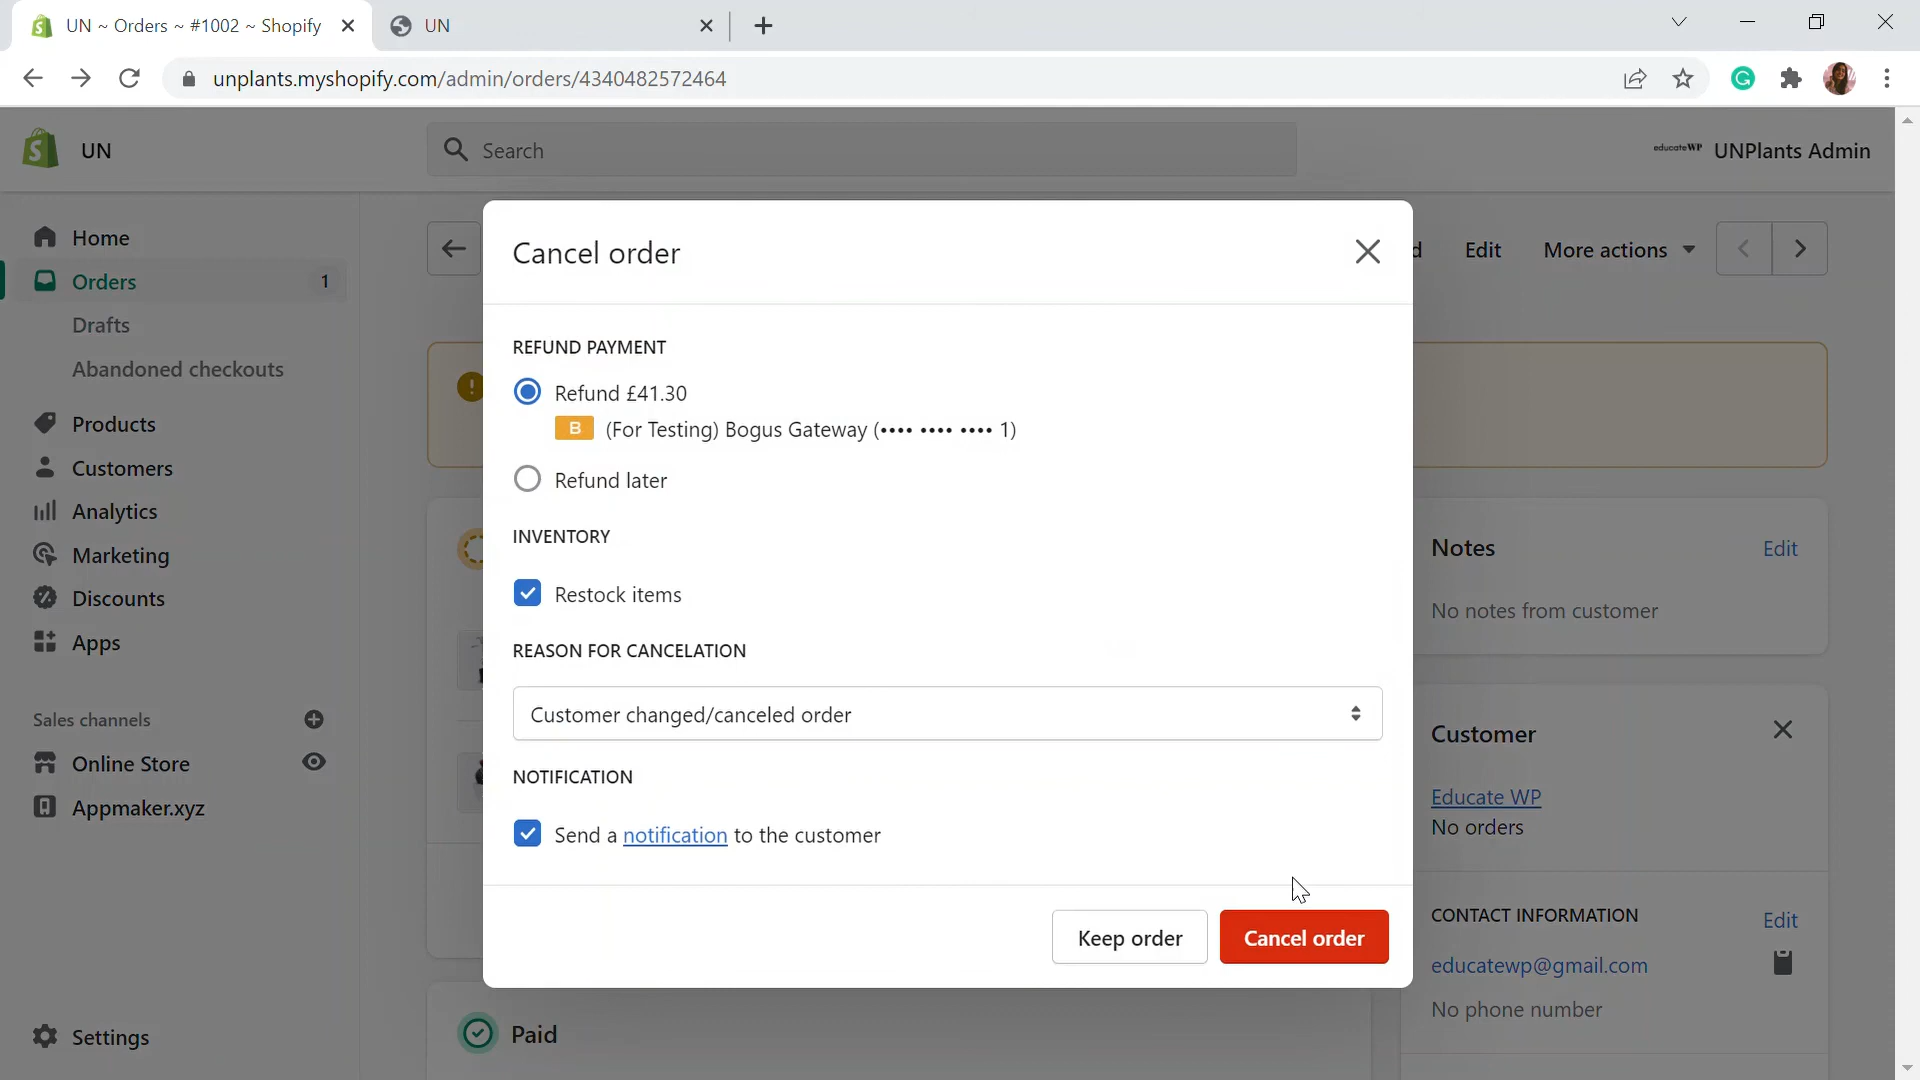 UN ~ Orders ~ #1002 ~ Shopify
UN
unplants.myshopify.com/admin/orders/4340482572464
UN
Search
educateWP
UNPlants Admin
Home
Orders
1
Drafts
Abandoned checkouts
Products
Customers
Analytics
Marketing
Discounts
Apps
Sales channels
Online Store
Appmaker.xyz
Settings
d
Edit
More actions
Cancel order
REFUND PAYMENT
Refund £41.30
B
(For Testing) Bogus Gateway (•••• •••• •••• 1)
Refund later
INVENTORY
Restock items
REASON FOR CANCELATION
Customer changed/canceled order
NOTIFICATION
Send a notification to the customer
Keep order
Cancel order
Notes
Edit
No notes from customer
Customer
Educate WP
No orders
CONTACT INFORMATION
Edit
educatewp@gmail.com
No phone number
Paid